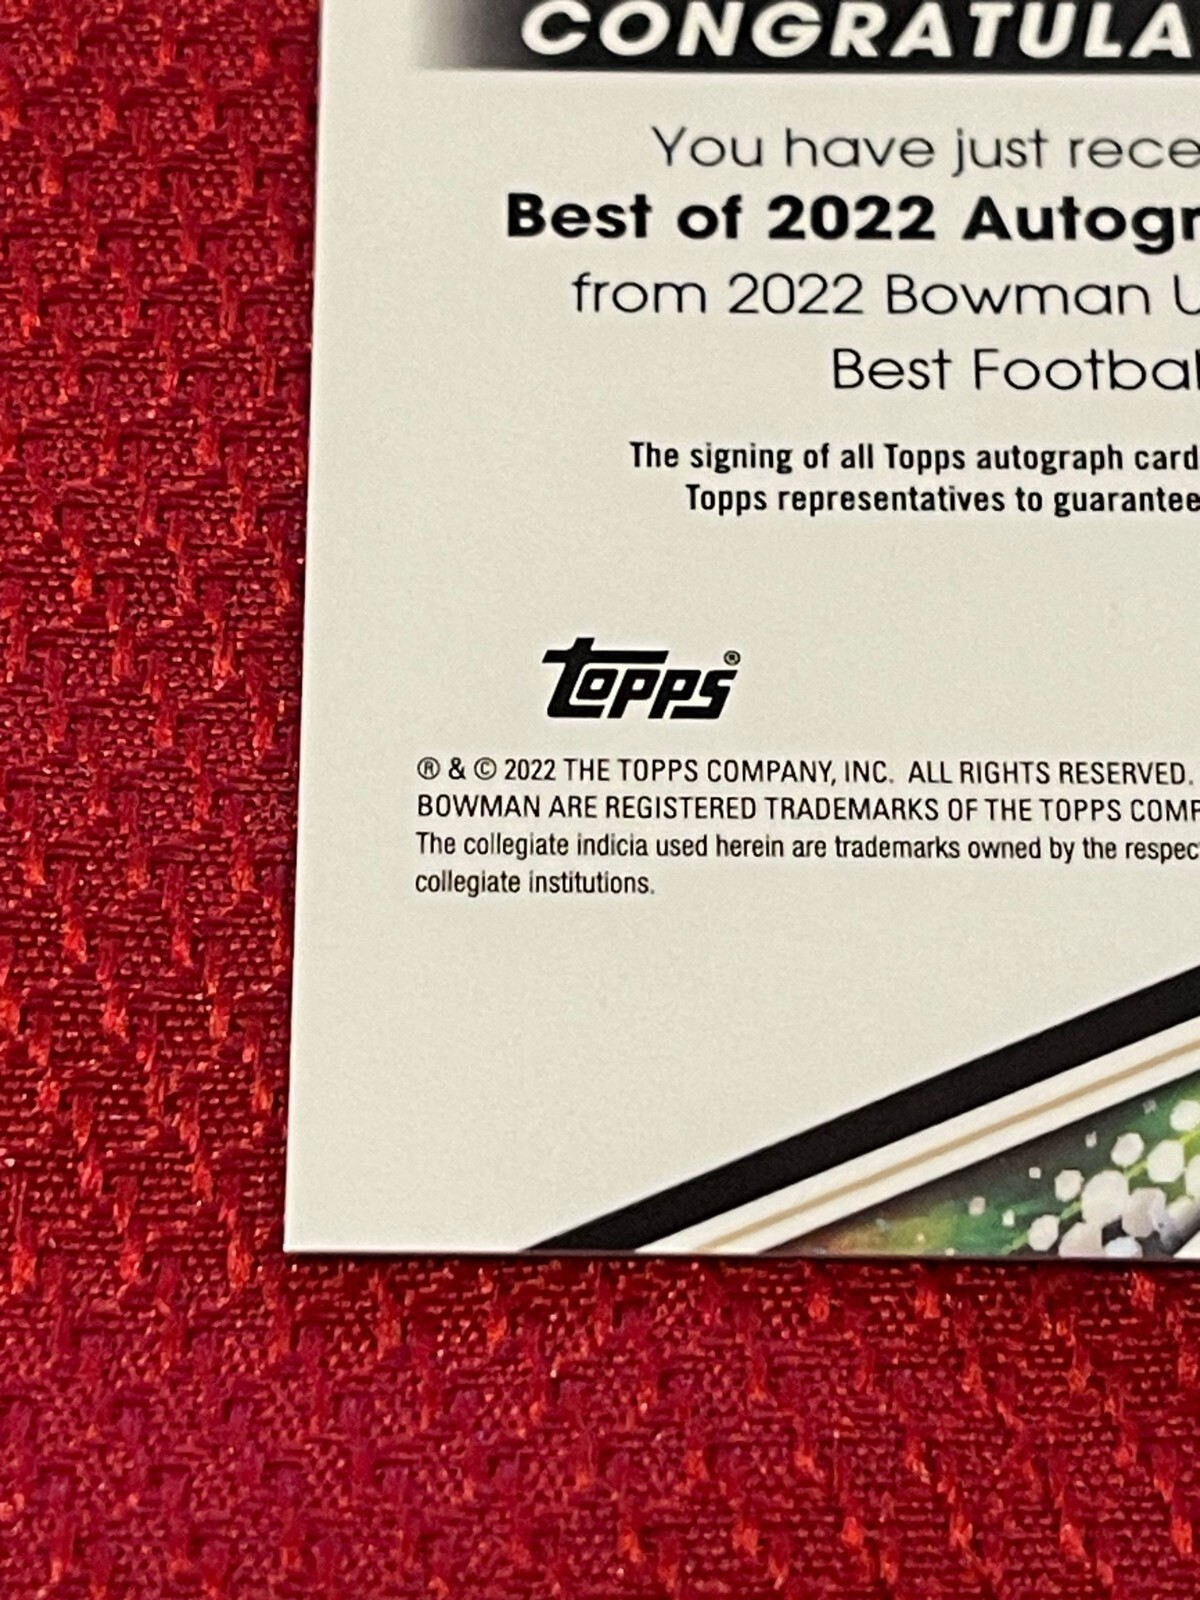 CONGRATULA
You have just rece
Best of 2022 Autogr
from 2022 Bowman U
Best Football
The signing of all Topps autograph card
Topps representatives to guarantee
Topps®
® & © 2022 THE TOPPS COMPANY, INC. ALL RIGHTS RESERVED.
BOWMAN ARE REGISTERED TRADEMARKS OF THE TOPPS COMP
The collegiate indicia used herein are trademarks owned by the respec
collegiate institutions.